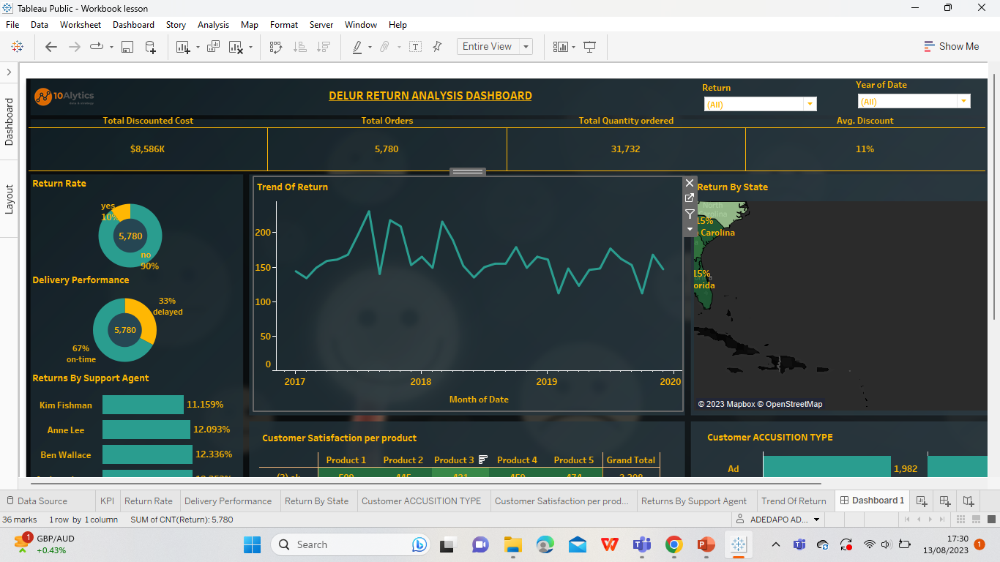 Tableau Public - Workbook lesson
File Data Worksheet Dashboard Story Analysis Map Format Server Window Help
Entire View
Show Me
Dashboard
Layout
10Alytics
DELUR RETURN ANALYSIS DASHBOARD
Return
(All)
Year of Date
(All)
Total Discounted Cost
$8,586K
Total Orders
5,780
Total Quantity ordered
31,732
Avg. Discount
11%
Return Rate
yes
10%
5,780
no
90%
Delivery Performance
33%
delayed
5,780
67%
on-time
Returns By Support Agent
Kim Fishman 11.159%
Anne Lee 12.093%
Ben Wallace 12.336%
Trend Of Return
200
150
100
50
0
2017 2018 2019 2020
Month of Date
Return By State
North
Carolina
15%
Carolina
15%
orida
© 2023 Mapbox © OpenStreetMap
Customer Satisfaction per product
Product 1 Product 2 Product 3 Product 4 Product 5 Grand Total
Customer ACCUSITION TYPE
Ad 1,982
Data Source KPI Return Rate Delivery Performance Return By State Customer ACCUSITION TYPE Customer Satisfaction per prod... Returns By Support Agent Trend Of Return Dashboard 1
36 marks 1 row by 1 column SUM of CNT(Return): 5,780
ADEDAPO AD...
1
GBP/AUD
+0.43%
Search
17:30
13/08/2023
1